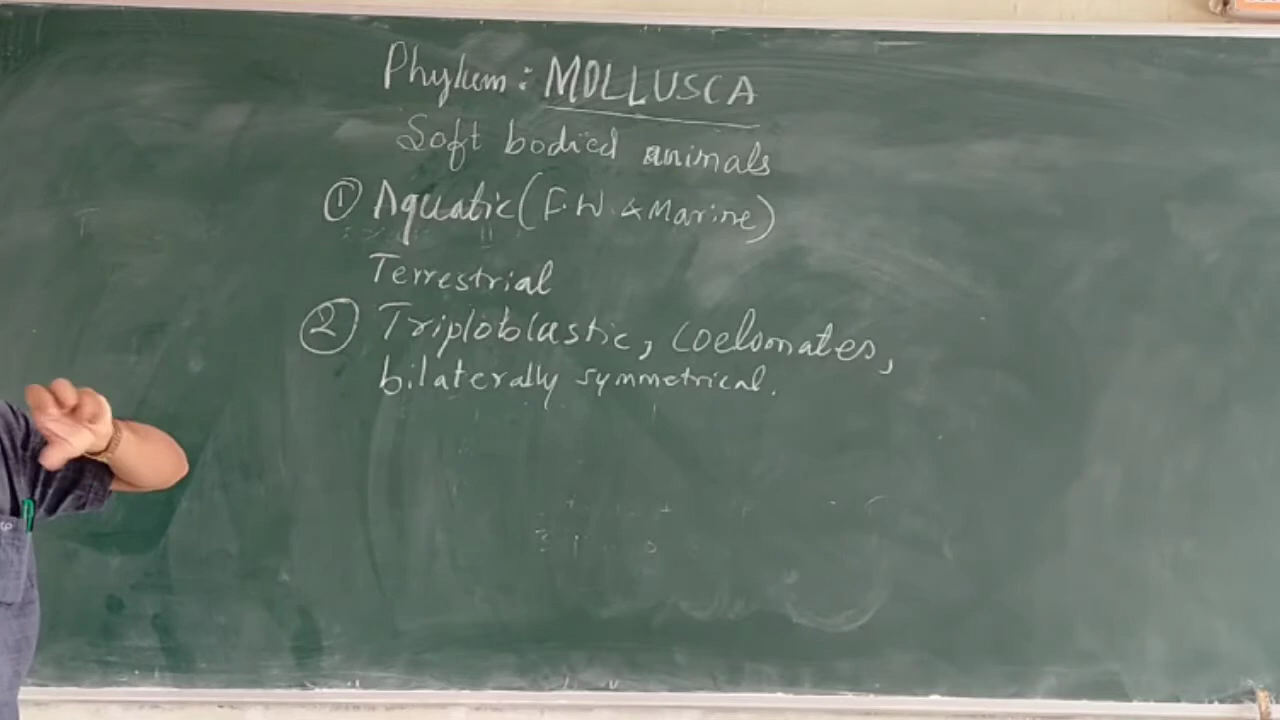 Phylum: MOLLUSCA
Soft bodied animals
① Aquatic (F.W. & Marine)
Terrestrial
② Triploblastic, coelomates,
bilaterally symmetrical.